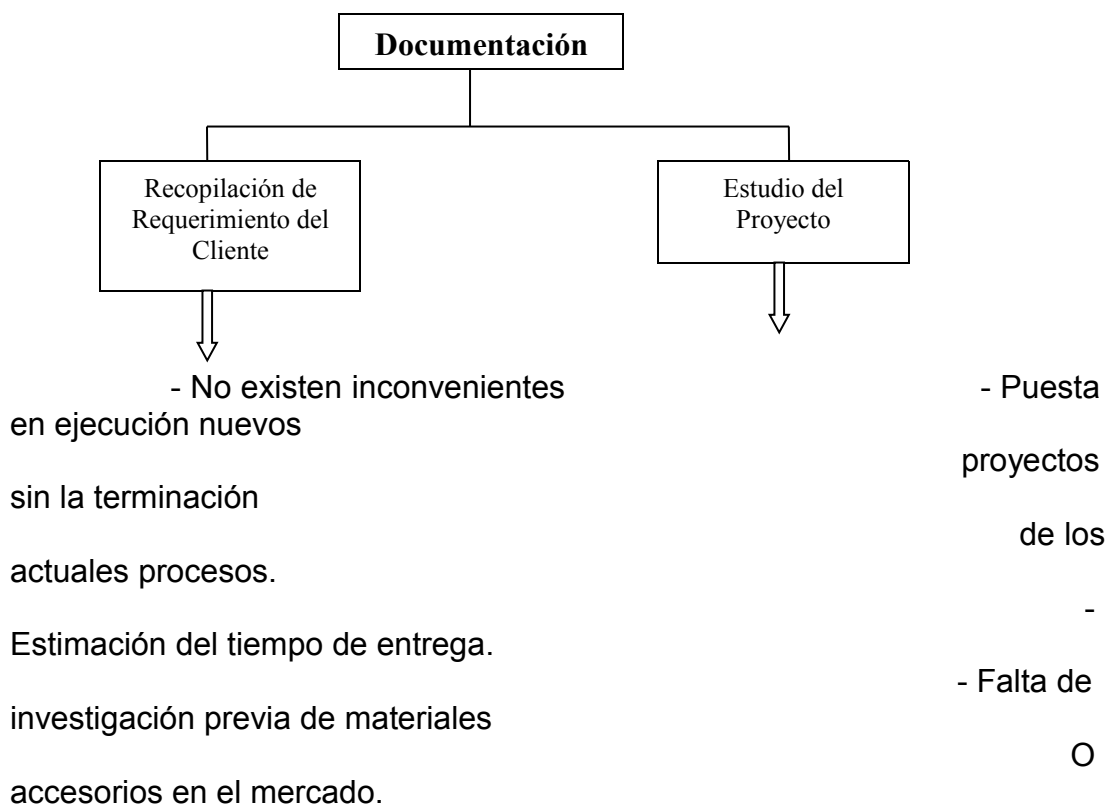 Documentación
Recopilación de
Requerimiento del
Cliente
Estudio del
Proyecto
- No existen inconvenientes - Puesta
en ejecución nuevos
proyectos
sin la terminación
de los
actuales procesos.
-
Estimación del tiempo de entrega.
- Falta de
investigación previa de materiales
O
accesorios en el mercado.